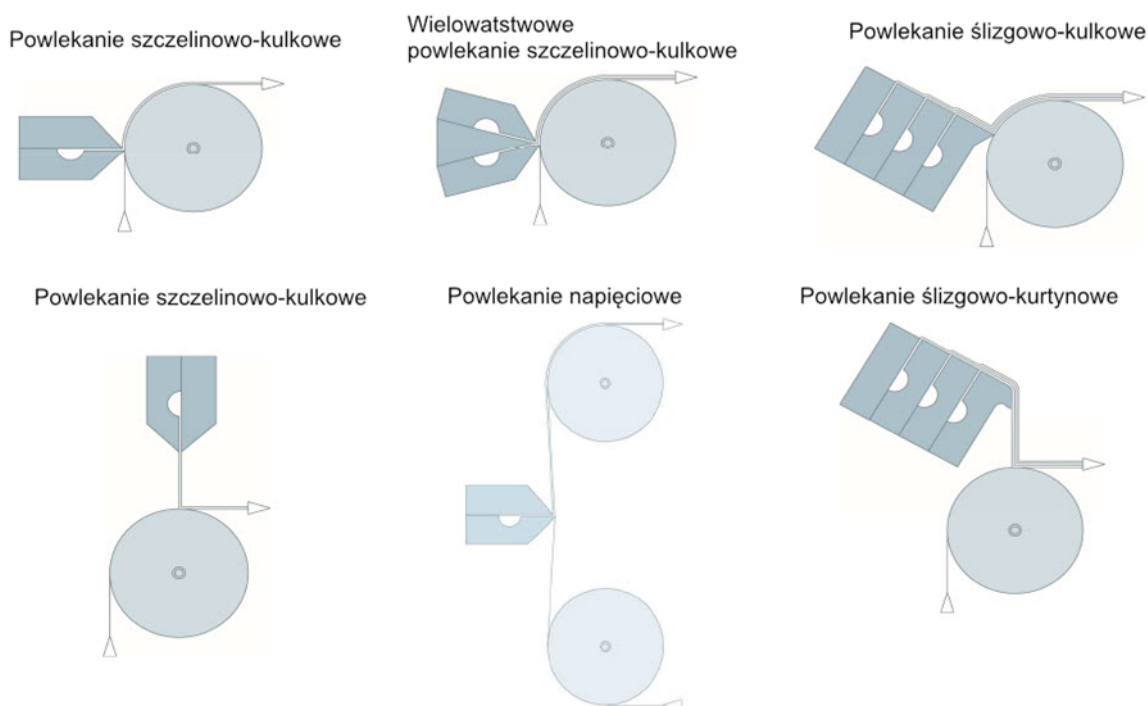 Powlekanie szczelinowo-kulkowe
Wielowatstwowe
powlekanie szczelinowo-kulkowe
Powlekanie ślizgowo-kulkowe
Powlekanie szczelinowo-kulkowe
Powlekanie napięciowe
Powlekanie ślizgowo-kurtynowe